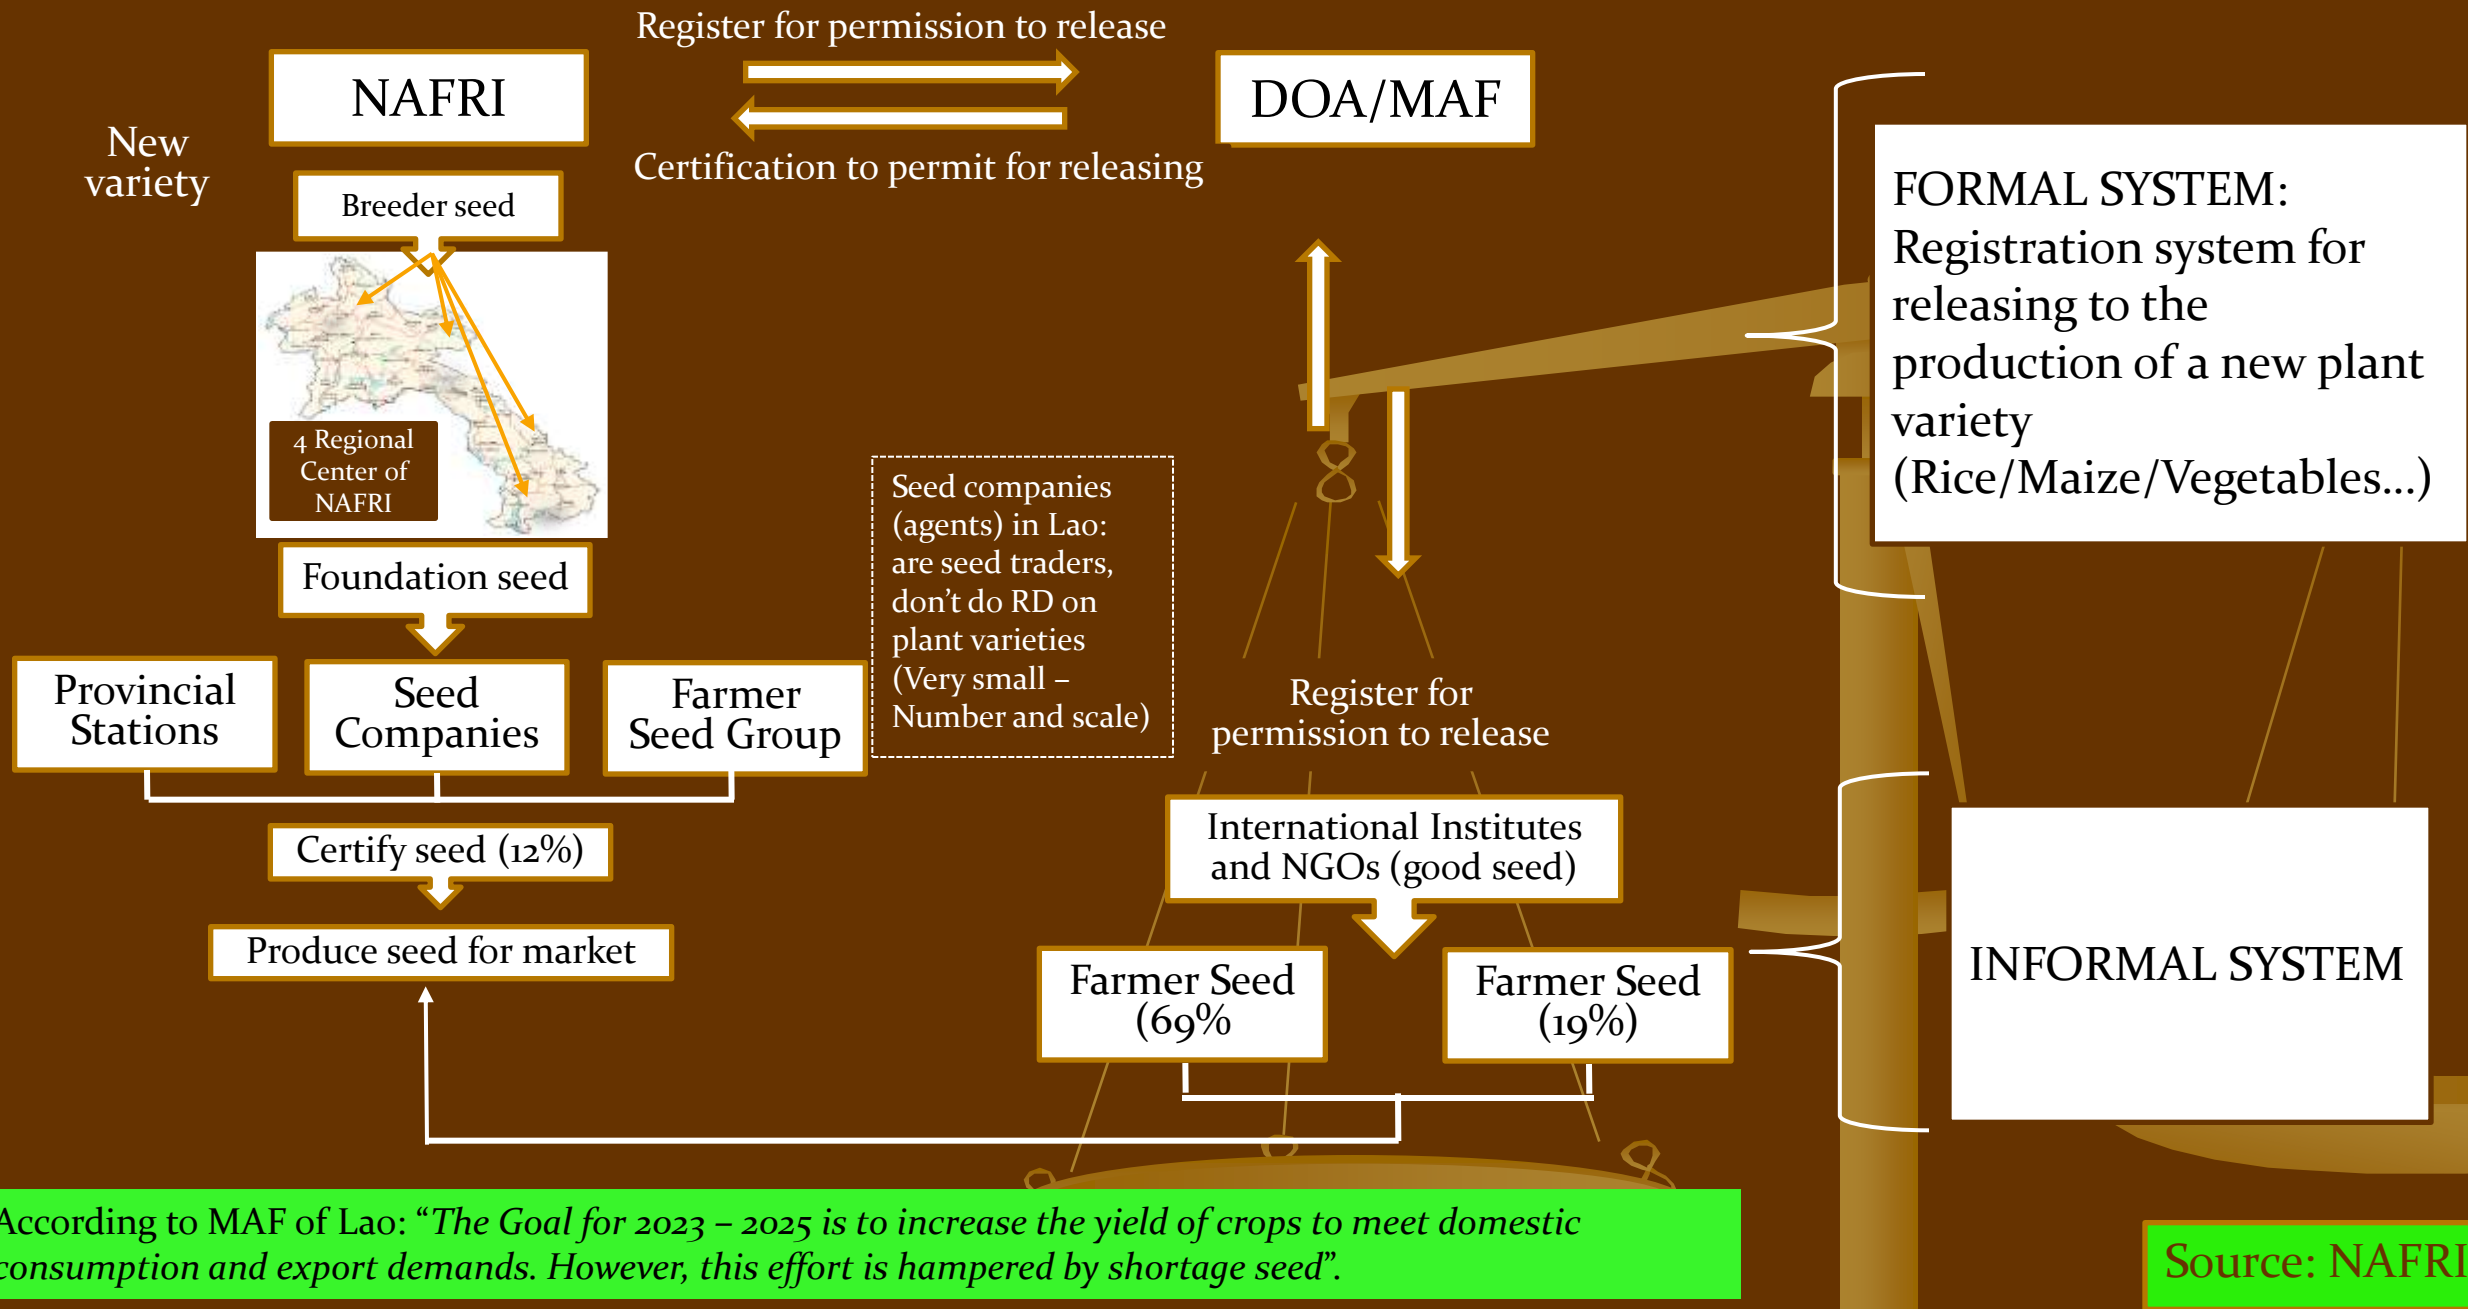 Register for permission to release
NAFRI
DOA/MAF
New
variety
Certification to permit for releasing
Breeder seed
4 Regional
Center of
NAFRI
Foundation seed
Provincial
Stations
Seed
Companies
Farmer
Seed Group
Seed companies
(agents) in Lao:
are seed traders,
don't do RD on
plant varieties
(Very small –
Number and scale)
Certify seed (12%)
Produce seed for market
Register for
permission to release
International Institutes
and NGOs (good seed)
Farmer Seed
(69%
Farmer Seed
(19%)
FORMAL SYSTEM:
Registration system for
releasing to the
production of a new plant
variety
(Rice/Maize/Vegetables...)
INFORMAL SYSTEM
According to MAF of Lao: “The Goal for 2023 – 2025 is to increase the yield of crops to meet domestic
consumption and export demands. However, this effort is hampered by shortage seed”.
Source: NAFRI